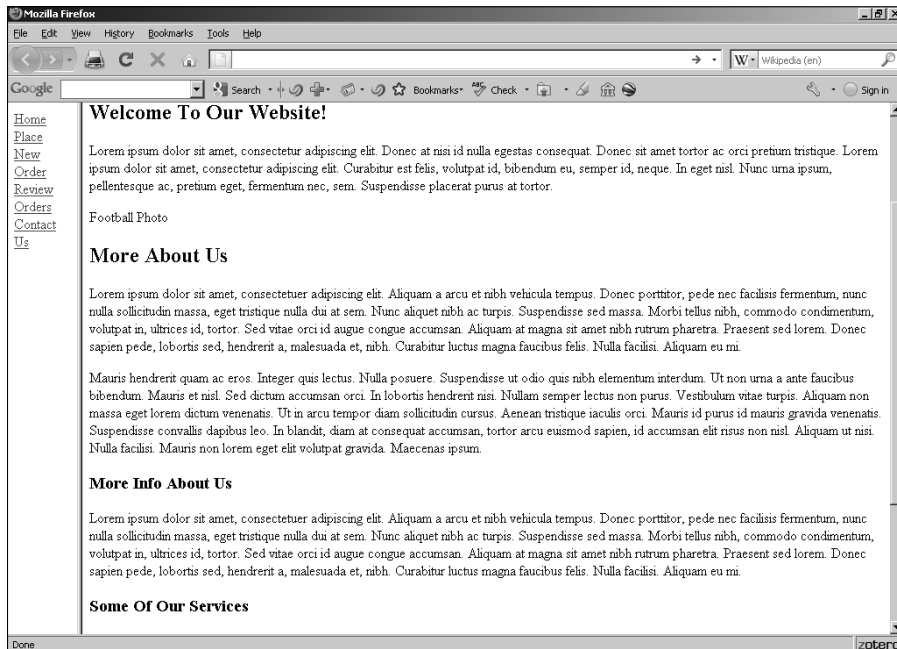 Mozilla Firefox
File Edit View History Bookmarks Tools Help
W Wikipedia (en)
Google Search Bookmarks ABC Check Sign in
Home
Place
New
Order
Review
Orders
Contact
Us
Welcome To Our Website!
Lorem ipsum dolor sit amet, consectetur adipiscing elit. Donec at nisi id nulla egestas consequat. Donec sit amet tortor ac orci pretium tristique. Lorem
ipsum dolor sit amet, consectetur adipiscing elit. Curabitur est felis, volutpat id, bibendum eu, semper id, neque. In eget nisl. Nunc urna ipsum,
pellentesque ac, pretium eget, fermentum nec, sem. Suspendisse placerat purus at tortor.
Football Photo
More About Us
Lorem ipsum dolor sit amet, consectetuer adipiscing elit. Aliquam a arcu et nibh vehicula tempus. Donec porttitor, pede nec facilisis fermentum, nunc
nulla sollicitudin massa, eget tristique nulla dui at sem. Nunc aliquet nibh ac turpis. Suspendisse sed massa. Morbi tellus nibh, commodo condimentum,
volutpat in, ultrices id, tortor. Sed vitae orci id augue congue accumsan. Aliquam at magna sit amet nibh rutrum pharetra. Praesent sed lorem. Donec
sapien pede, lobortis sed, hendrerit a, malesuada et, nibh. Curabitur luctus magna faucibus felis. Nulla facilisi. Aliquam eu mi.
Mauris hendrerit quam ac eros. Integer quis lectus. Nulla posuere. Suspendisse ut odio quis nibh elementum interdum. Ut non urna a ante faucibus
bibendum. Mauris et nisl. Sed dictum accumsan orci. In lobortis hendrerit nisi. Nullam semper lectus non purus. Vestibulum vitae turpis. Aliquam non
massa eget lorem dictum venenatis. Ut in arcu tempor diam sollicitudin cursus. Aenean tristique iaculis orci. Mauris id purus id mauris gravida venenatis.
Suspendisse convallis dapibus leo. In blandit, diam at consequat accumsan, tortor arcu euismod sapien, id accumsan elit risus non nisl. Aliquam ut nisi.
Nulla facilisi. Mauris non lorem eget elit volutpat gravida. Maecenas ipsum.
More Info About Us
Lorem ipsum dolor sit amet, consectetuer adipiscing elit. Aliquam a arcu et nibh vehicula tempus. Donec porttitor, pede nec facilisis fermentum, nunc
nulla sollicitudin massa, eget tristique nulla dui at sem. Nunc aliquet nibh ac turpis. Suspendisse sed massa. Morbi tellus nibh, commodo condimentum,
volutpat in, ultrices id, tortor. Sed vitae orci id augue congue accumsan. Aliquam at magna sit amet nibh rutrum pharetra. Praesent sed lorem. Donec
sapien pede, lobortis sed, hendrerit a, malesuada et, nibh. Curabitur luctus magna faucibus felis. Nulla facilisi. Aliquam eu mi.
Some Of Our Services
Done zotero